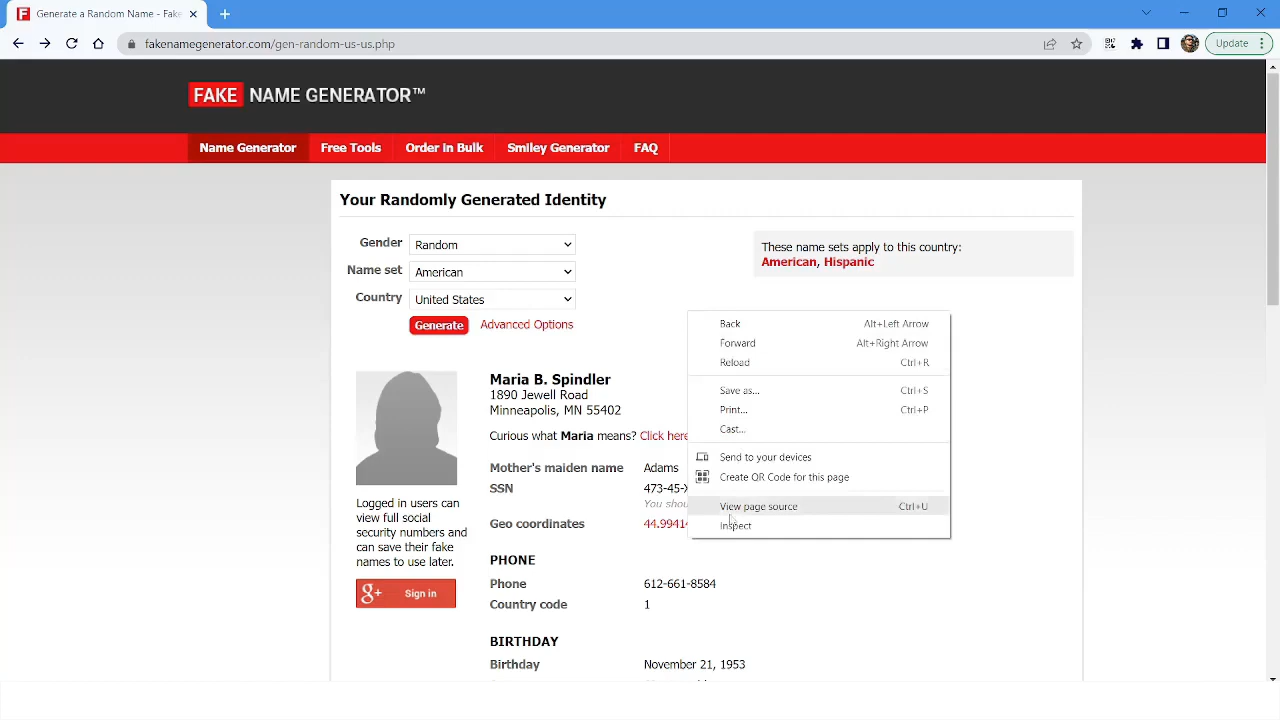 F Generate a Random Name - Fake
fakenamegenerator.com/gen-random-us-us.php
Update
FAKE NAME GENERATOR™
Name Generator Free Tools Order in Bulk Smiley Generator FAQ
Your Randomly Generated Identity
Gender Random
Name set American
Country United States
Generate Advanced Options
These name sets apply to this country:
American, Hispanic
Back Alt+Left Arrow
Forward Alt+Right Arrow
Reload Ctrl+R
Save as... Ctrl+S
Print... Ctrl+P
Cast...
Send to your devices
Create QR Code for this page
View page source Ctrl+U
Inspect
Maria B. Spindler
1890 Jewell Road
Minneapolis, MN 55402
Curious what Maria means? Click here
Mother's maiden name Adams
SSN 473-45-
You shou
Geo coordinates 44.9941
Logged in users can
view full social
security numbers and
can save their fake
names to use later.
g+ Sign in
PHONE
Phone 612-661-8584
Country code 1
BIRTHDAY
Birthday November 21, 1953